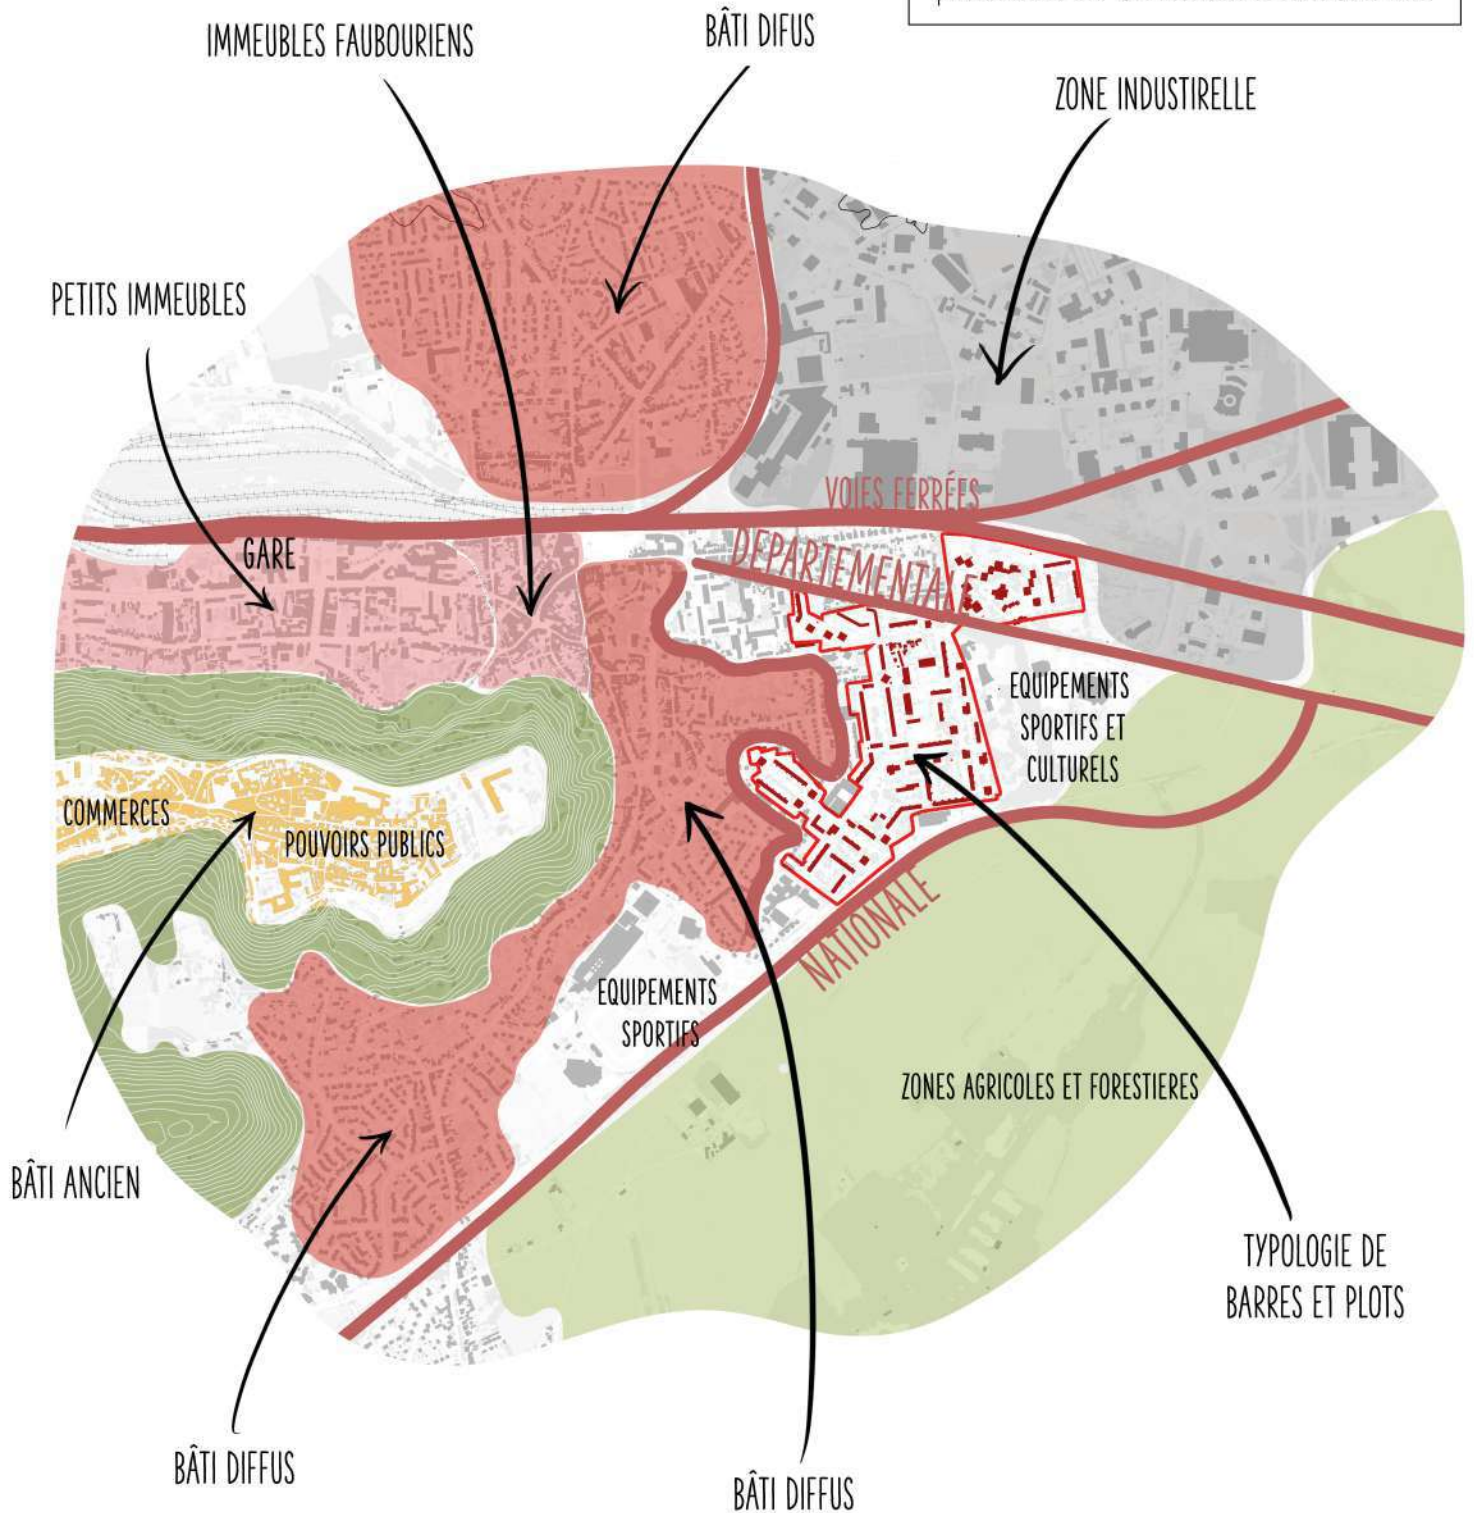 BÂTI DIFUS
IMMEUBLES FAUBOURIENS
ZONE INDUSTIRELLE
PETITS IMMEUBLES
VOIES FERRÉES
GARE
DÉPARTEMENTALE
EQUIPEMENTS
SPORTIFS ET
CULTURELS
COMMERCES
POUVOIRS PUBLICS
NATIONALE
EQUIPEMENTS
SPORTIFS
ZONES AGRICOLES ET FORESTIERES
BÂTI ANCIEN
TYPOLOGIE DE
BARRES ET PLOTS
BÂTI DIFFUS
BÂTI DIFFUS